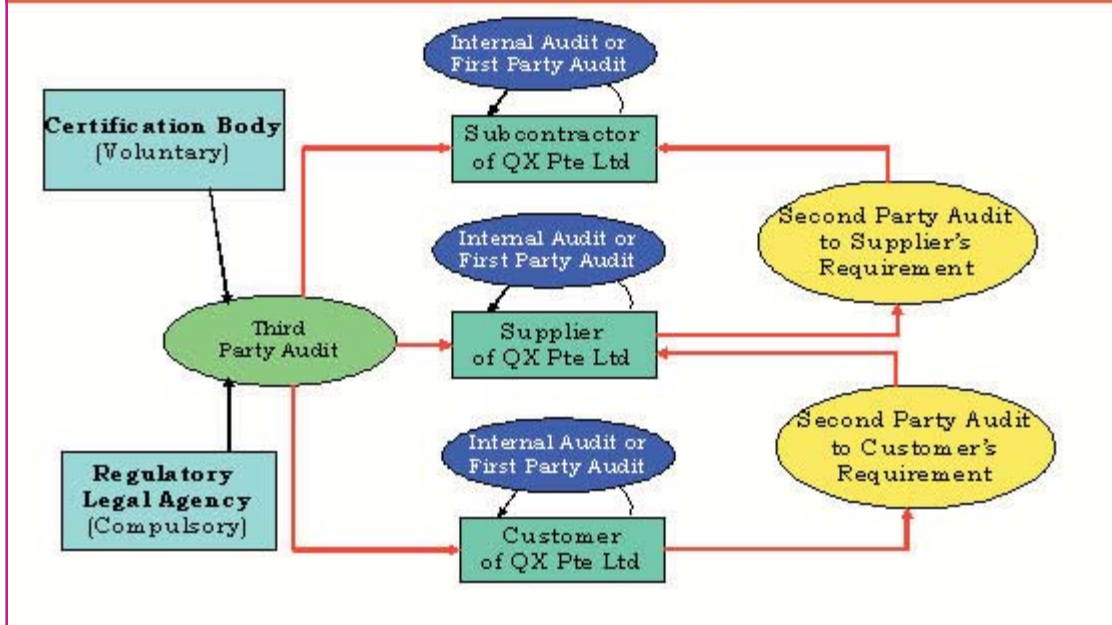 Internal Audit or
First Party Audit
Certification Body
(Voluntary)
Subcontractor
of QX Pte Ltd
Second Party Audit
to Supplier's
Requirement
Internal Audit or
First Party Audit
Third
Party Audit
Supplier
of QX Pte Ltd
Second Party Audit
to Customer's
Requirement
Internal Audit or
First Party Audit
Regulatory
Legal Agency
(Compulsory)
Customer
of QX Pte Ltd